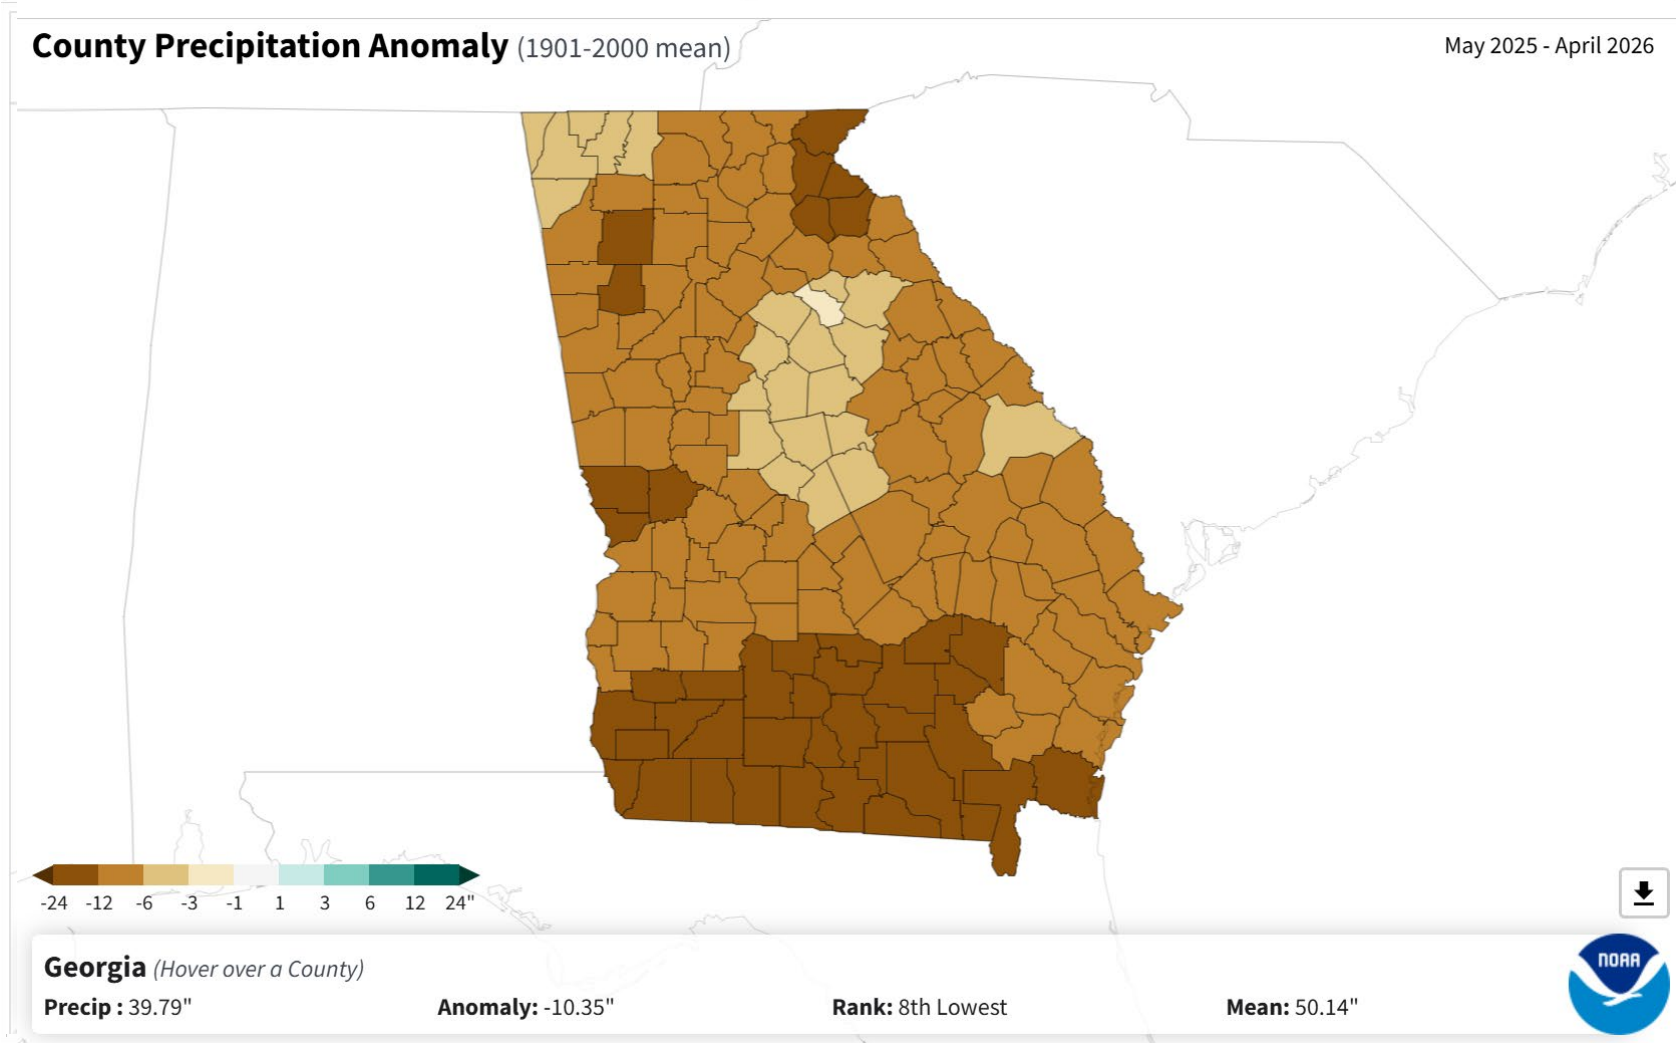 County Precipitation Anomaly (1901-2000 mean)
May 2025 - April 2026
-24 -12 -6 -3 -1 1 3 6 12 24"
Georgia (Hover over a County)
Precip : 39.79" Anomaly: -10.35" Rank: 8th Lowest Mean: 50.14"
NOAA